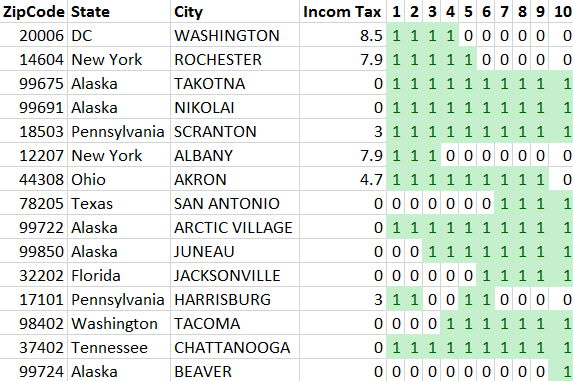 ZipCode State City Incom Tax 1 2 3 4 5 6 7 8 9 10
20006 DC WASHINGTON 8.5 1 1 1 1 0 0 0 0 0 0
14604 New York ROCHESTER 7.9 1 1 1 1 1 0 0 0 0 0
99675 Alaska TAKOTNA 0 1 1 1 1 1 1 1 1 1 1
99691 Alaska NIKOLAI 0 1 1 1 1 1 1 1 1 1 1
18503 Pennsylvania SCRANTON 3 1 1 1 1 1 1 1 1 1 1
12207 New York ALBANY 7.9 1 1 1 0 0 0 0 0 0 0
44308 Ohio AKRON 4.7 1 1 1 1 1 1 1 1 1 0
78205 Texas SAN ANTONIO 0 0 0 0 0 0 0 1 1 1 1
99722 Alaska ARCTIC VILLAGE 0 1 1 1 1 1 1 1 1 1 1
99850 Alaska JUNEAU 0 0 0 1 1 1 1 1 1 1 1
32202 Florida JACKSONVILLE 0 0 0 0 0 0 1 1 1 1 1
17101 Pennsylvania HARRISBURG 3 1 1 0 0 1 1 0 0 0 0
98402 Washington TACOMA 0 0 0 0 1 1 1 1 1 1 1
37402 Tennessee CHATTANOOGA 0 1 1 1 1 1 1 1 1 1 1
99724 Alaska BEAVER 0 0 0 0 0 0 0 0 0 0 1